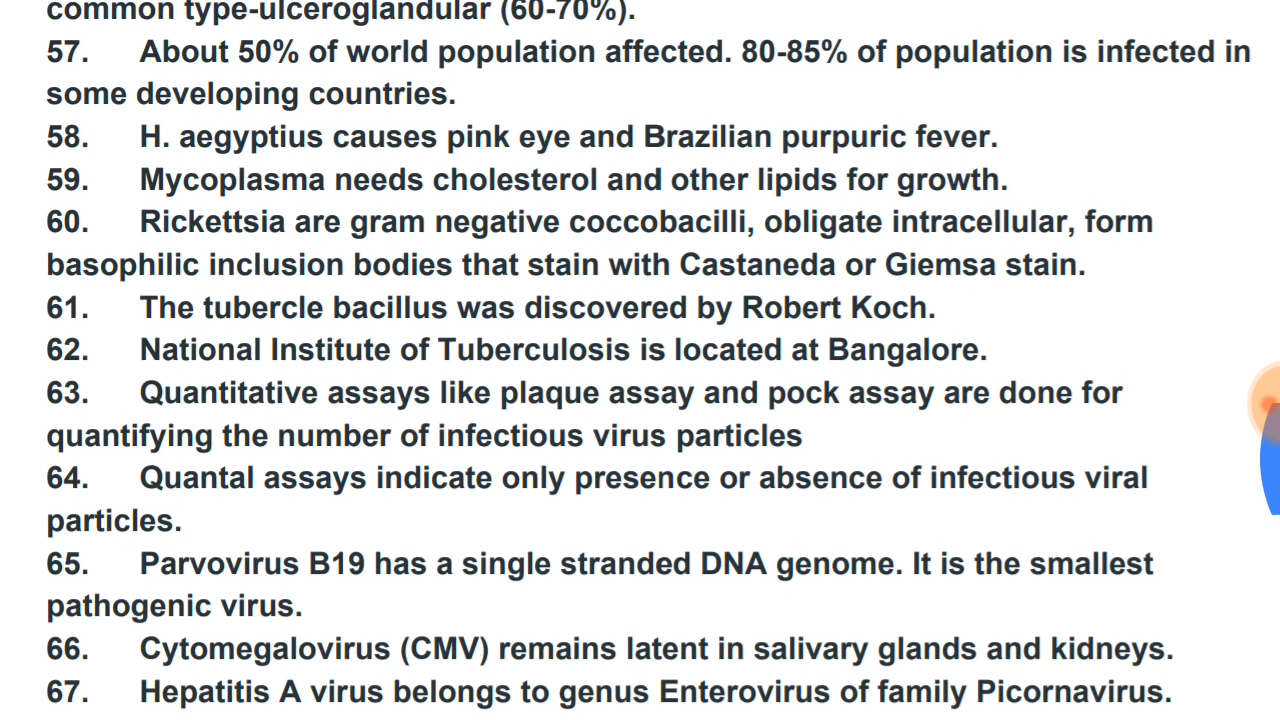 common type-ulceroglandular (60-70%).
57. About 50% of world population affected. 80-85% of population is infected in
some developing countries.
58. H. aegyptius causes pink eye and Brazilian purpuric fever.
59. Mycoplasma needs cholesterol and other lipids for growth.
60. Rickettsia are gram negative coccobacilli, obligate intracellular, form
basophilic inclusion bodies that stain with Castaneda or Giemsa stain.
61. The tubercle bacillus was discovered by Robert Koch.
62. National Institute of Tuberculosis is located at Bangalore.
63. Quantitative assays like plaque assay and pock assay are done for
quantifying the number of infectious virus particles
64. Quantal assays indicate only presence or absence of infectious viral
particles.
65. Parvovirus B19 has a single stranded DNA genome. It is the smallest
pathogenic virus.
66. Cytomegalovirus (CMV) remains latent in salivary glands and kidneys.
67. Hepatitis A virus belongs to genus Enterovirus of family Picornavirus.